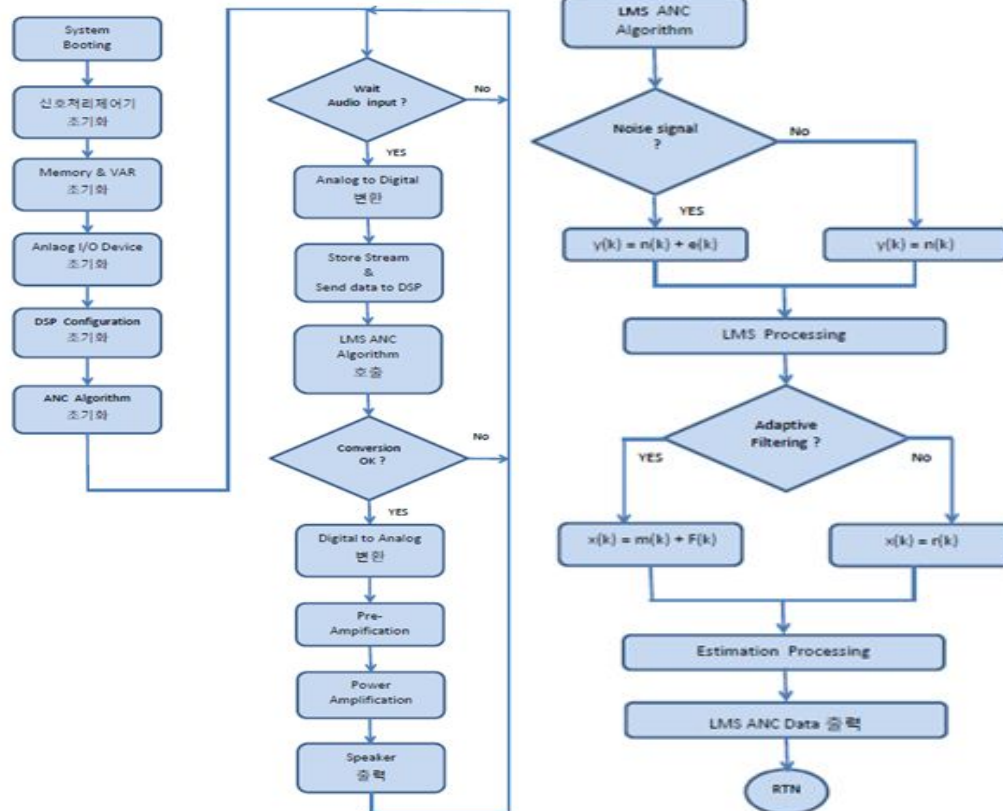 System
Booting
신호처리제어기
초기화
Memory & VAR
초기화
Anlaog I/O Device
초기화
DSP Configuration
초기화
ANC Algorithm
초기화
Wait
Audio input ?
No
YES
Analog to Digital
변환
Store Stream
&
Send data to DSP
LMS ANC
Algorithm
호출
Conversion
OK ?
No
YES
Digital to Analog
변환
Pre-
Ampification
Power
Amplification
Speaker
출력
LMS ANC
Algorithm
Noise signal
?
No
YES
y(k) = n(k) + e(k)
y(k) = n(k)
LMS Processing
Adaptive
Filtering ?
YES
No
x(k) = m(k) + F(k)
x(k) = r(k)
Estimation Processing
LMS ANC Data 출력
RTN